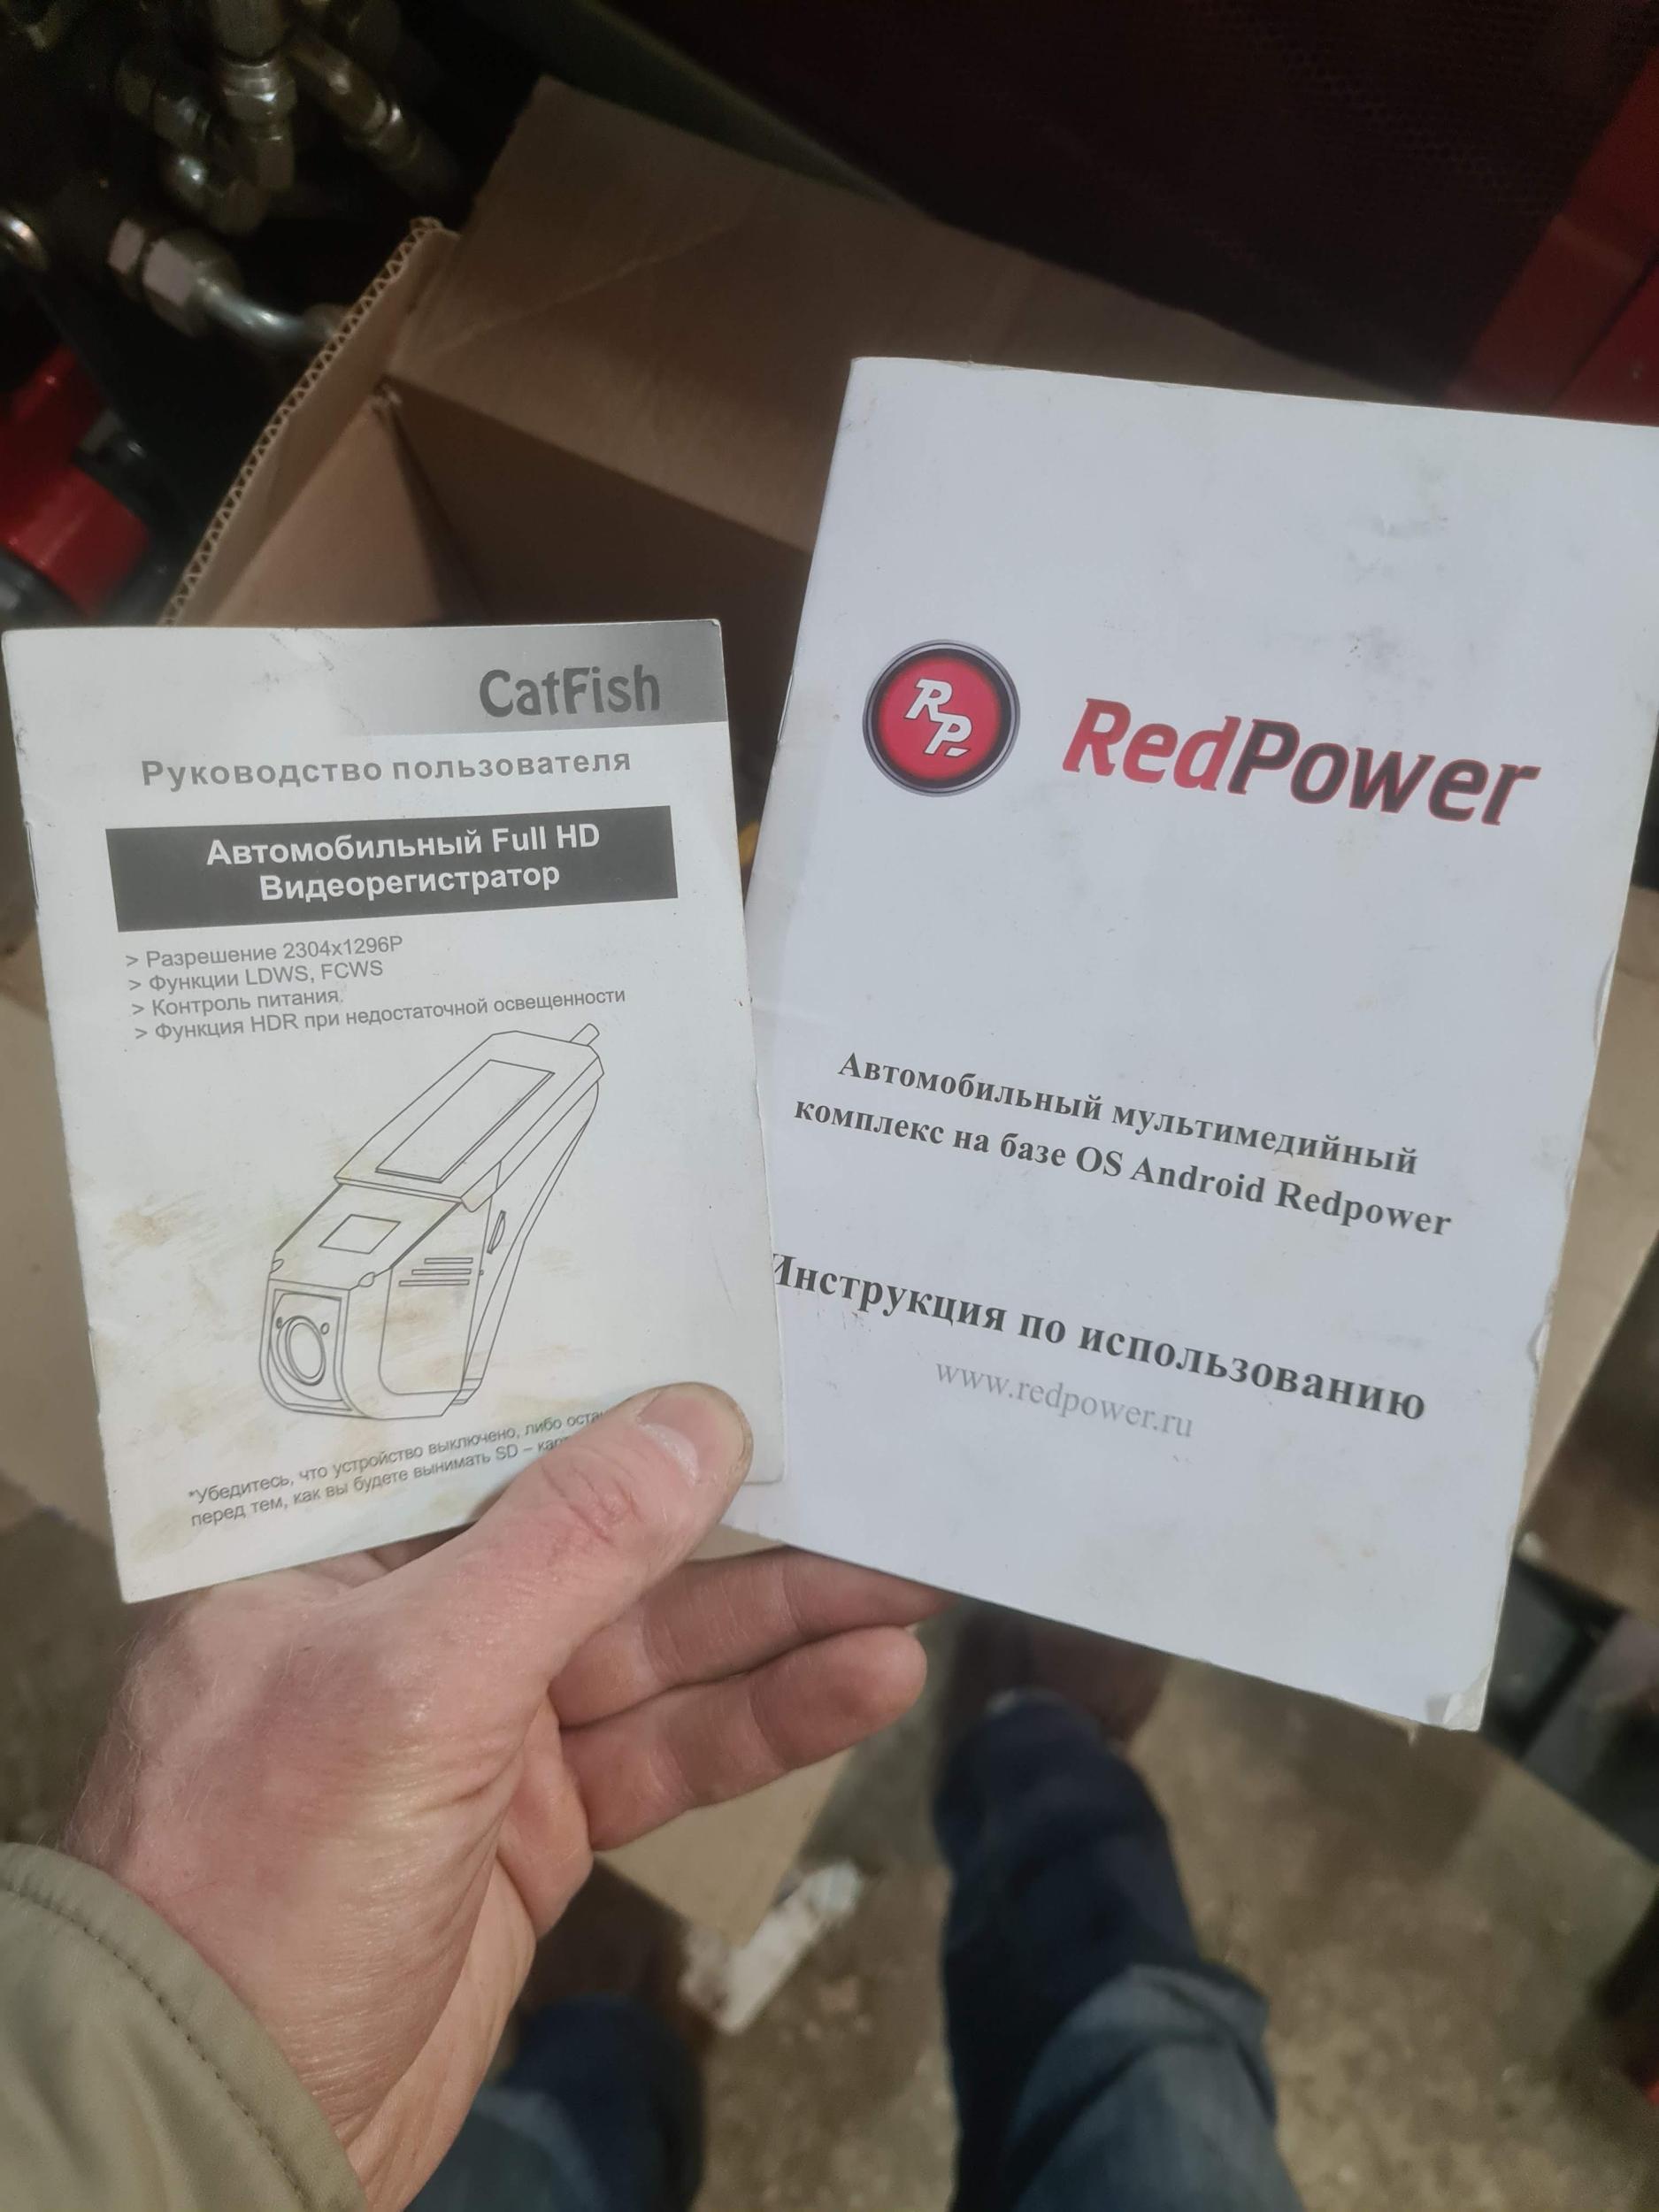 CatFish
Руководство пользователя
Автомобильный Full HD
Видеорегистратор
> Разрешение 2304x1296P
> Функции LDWS, FCWS
> Контроль питания.
> Функция HDR при недостаточной освещенности
*Убедитесь, что устройство выключено, либо
перед тем, как вы будете вынимать SD –
RP
RedPower
Автомобильный мультимедийный
комплекс на базе OS Android Redpower
Инструкция по использованию
www.redpower.ru